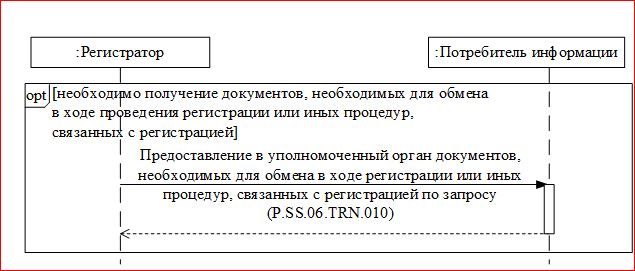 :Регистратор
:Потребитель информации
opt
[необходимо получение документов, необходимых для обмена
в ходе проведения регистрации или иных процедур,
связанных с регистрацией]
Предоставление в уполномоченный орган документов,
необходимых для обмена в ходе регистрации или иных
процедур, связанных с регистрацией по запросу
(P.SS.06.TRN.010)